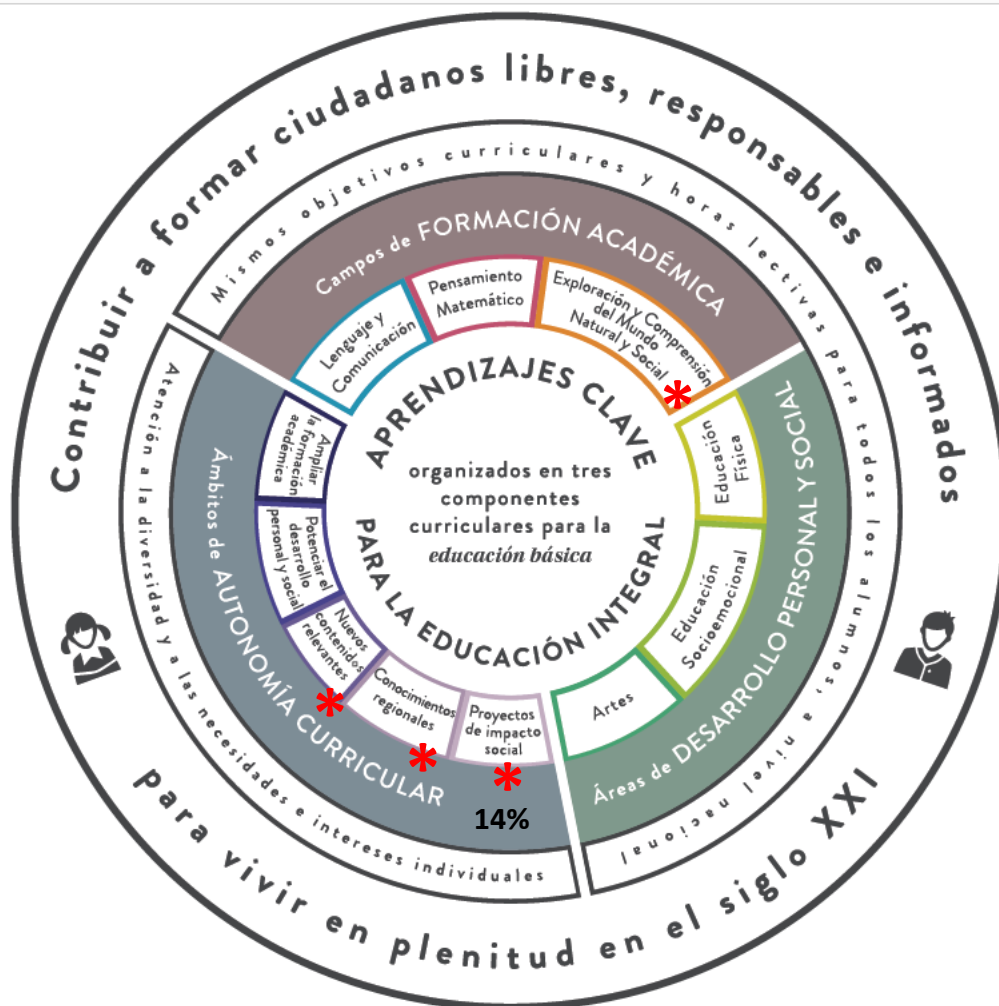 Contribuir a formar ciudadanos libres, responsables e informados
para vivir en plenitud en el siglo XXI
Mismos objetivos curriculares y horas lectivas para todos los alumnos, a nivel nacional
Atención a la diversidad y a las necesidades e intereses individuales
Campos de FORMACIÓN ACADÉMICA
Lenguaje y
Comunicación
Pensamiento
Matemático
Exploración y Comprensión
del Mundo
Natural y Social
*
Áreas de DESARROLLO PERSONAL Y SOCIAL
Educación
Física
Educación
Socioemocional
Artes
Ámbitos de AUTONOMÍA CURRICULAR
Ampliar
la formación
académica
Potenciar el
desarrollo
personal y social
Nuevos
contenidos
relevantes
*
Conocimientos
regionales
*
Proyectos
de impacto
social
*
14%
APRENDIZAJES CLAVE
organizados en tres
componentes
curriculares para la
educación básica
PARA LA EDUCACIÓN INTEGRAL